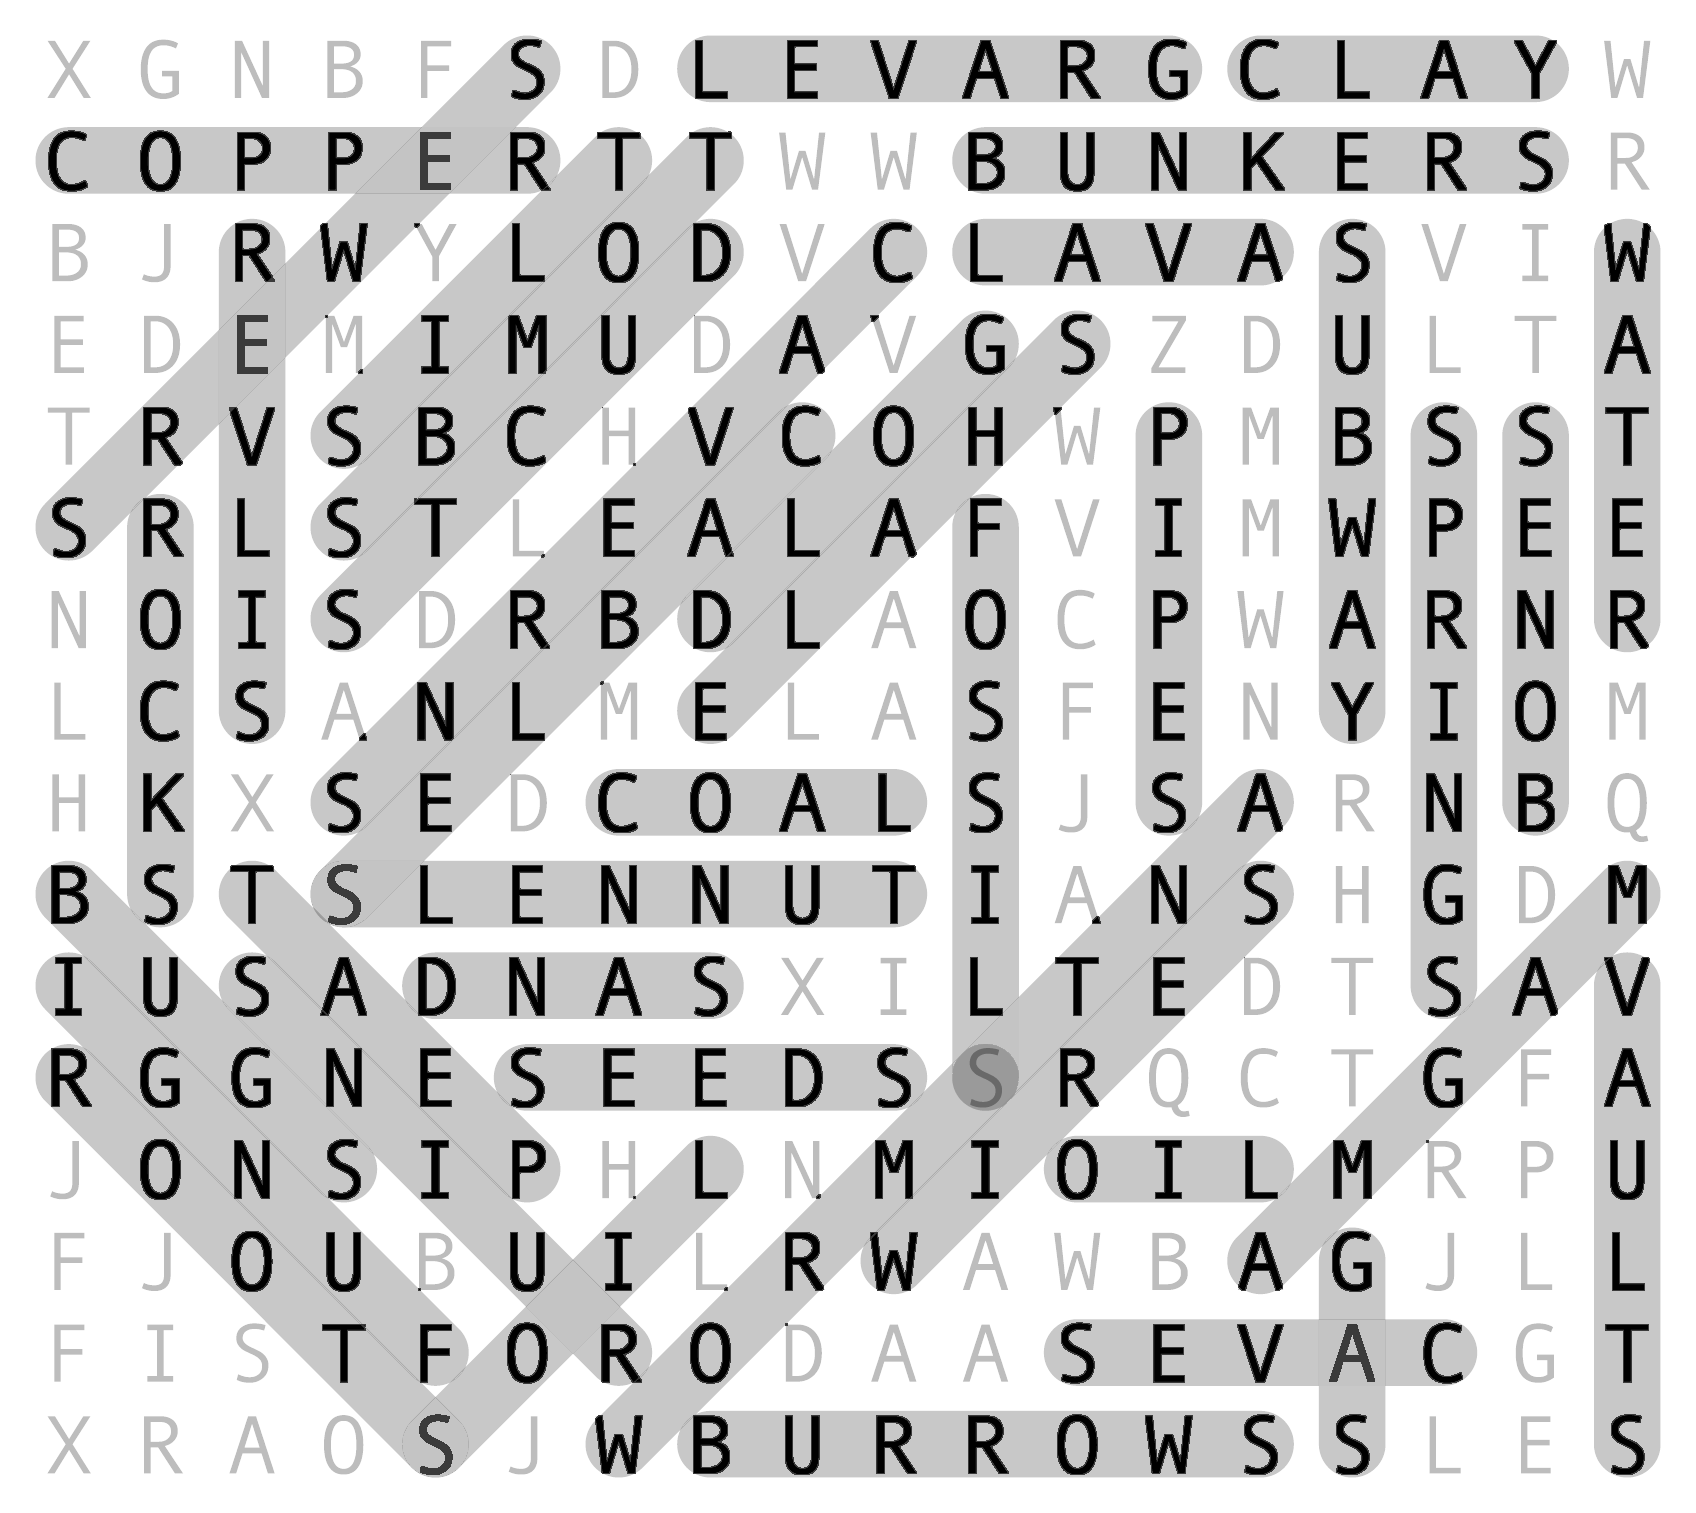 X G N B F S D L E V A R G C L A Y W
C O P P E R T T W W B U N K E R S R
B J R W Y L O D V C L A V A S V I W
E D E M I M U D A V G S Z D U L T A
T R V S B C H V C O H W P M B S S T
S R L S T L E A L A F V I M W P E E
N O I S D R B D L A O C P W A R N R
L C S A N L M E L A S F E N Y I O M
H K X S E D C O A L S J S A R N B Q
B S T S L E N N U T I A N S H G D M
I U S A D N A S X I L T E D T S A V
R G G N E S E E D S S R Q C T G F A
J O N S I P H L N M I O I L M R P U
F J O U B U I L R W A W B A G J L L
F I S T F O R O D A A S E V A C G T
X R A O S J W B U R R O W S S L E S